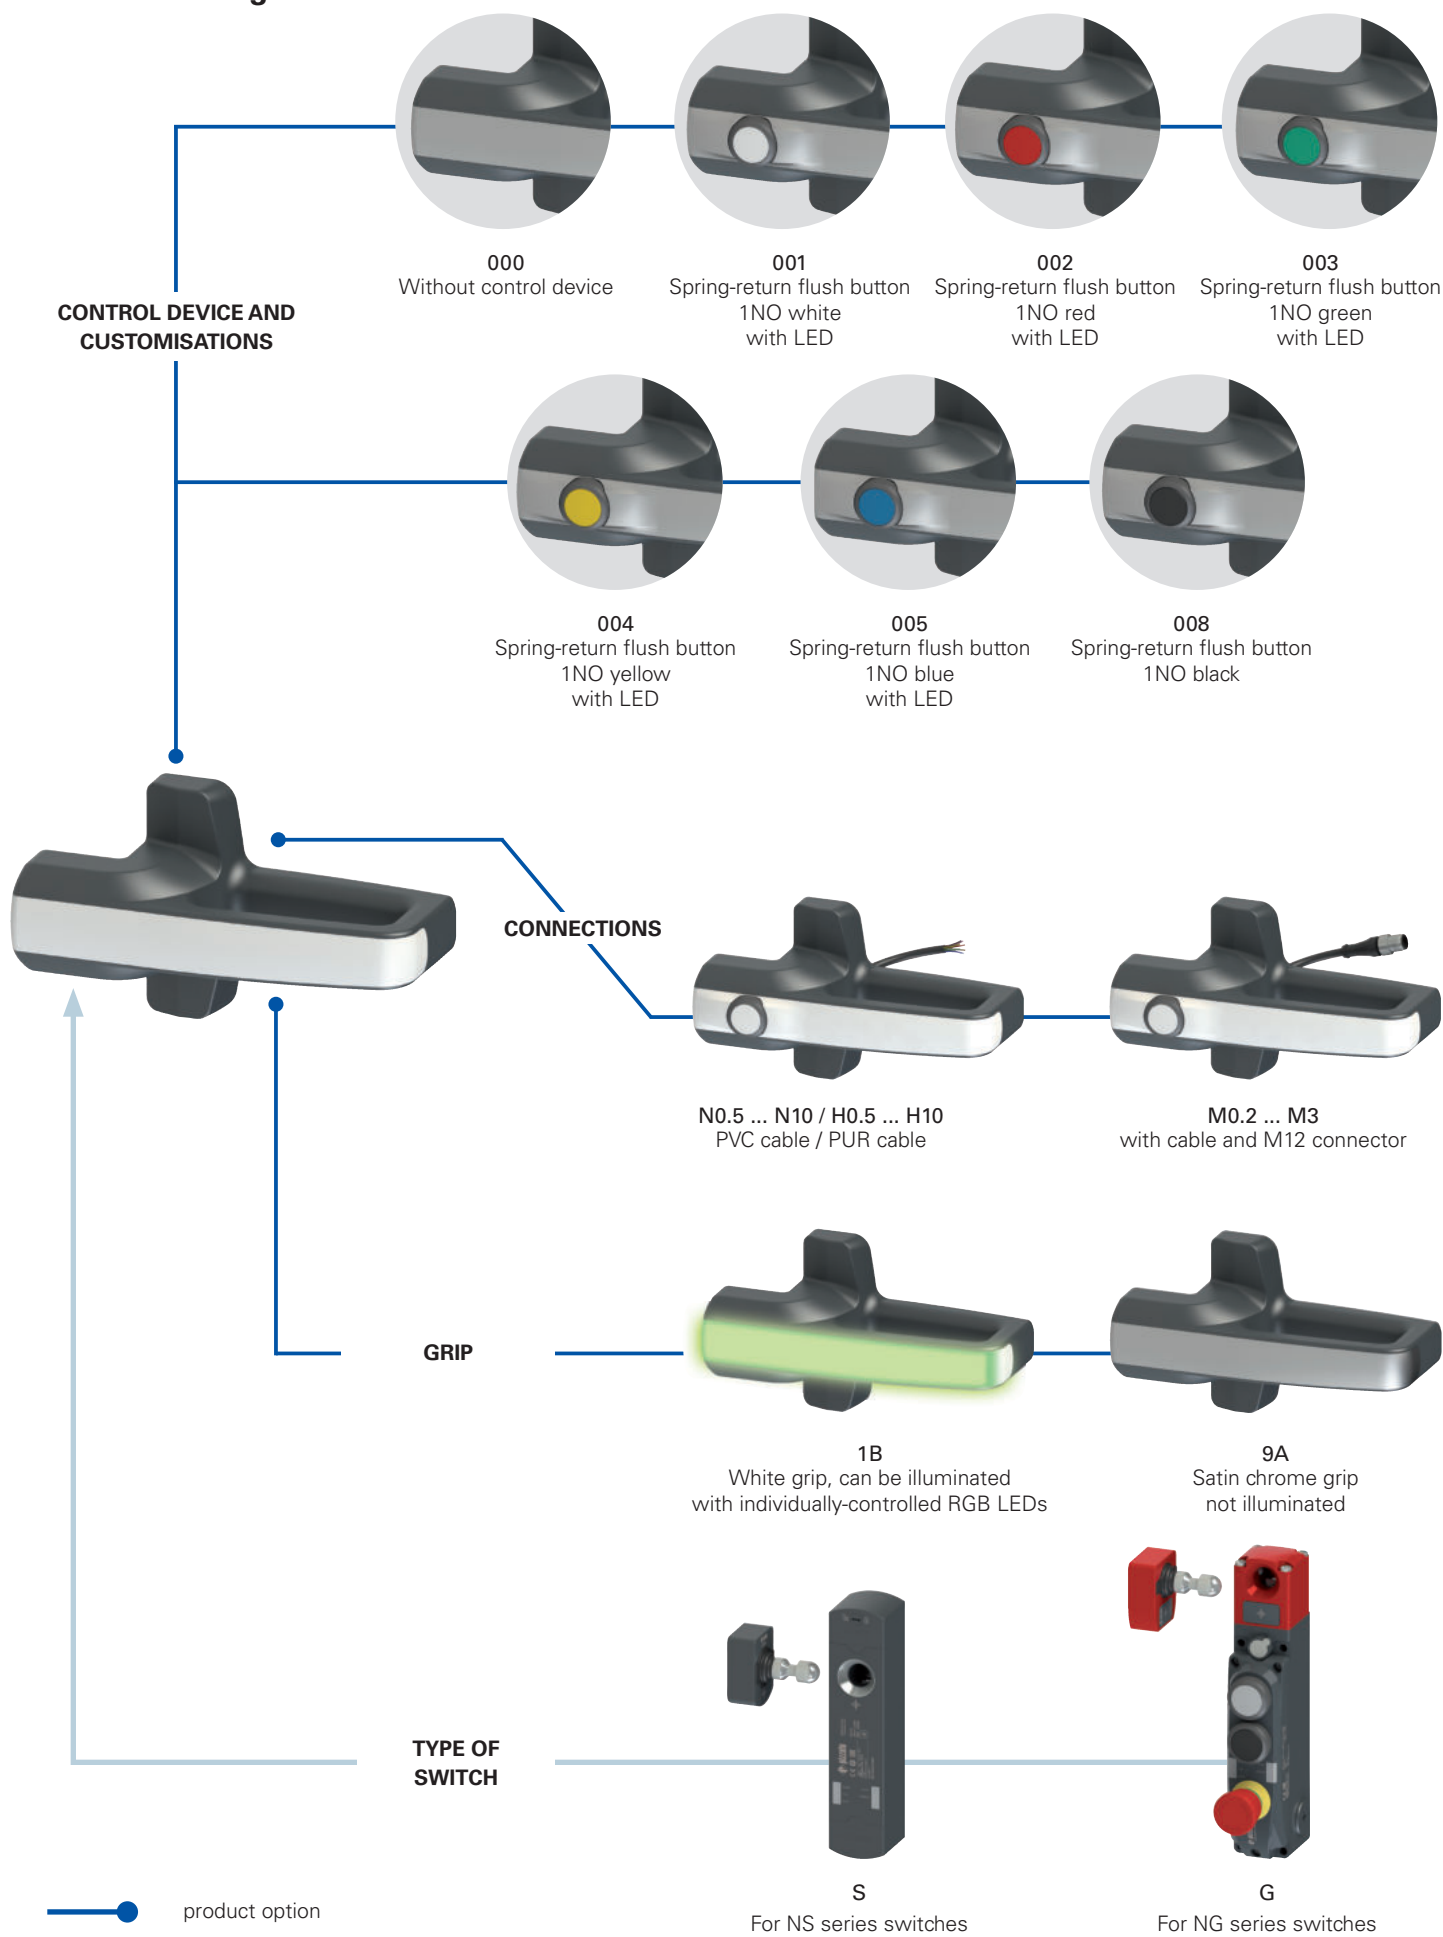 000
Without control device
001
Spring-return flush button
1NO white
with LED
002
Spring-return flush button
1NO red
with LED
003
Spring-return flush button
1NO green
with LED
CONTROL DEVICE AND
CUSTOMISATIONS
004
Spring-return flush button
1NO yellow
with LED
005
Spring-return flush button
1NO blue
with LED
008
Spring-return flush button
1NO black
CONNECTIONS
N0.5 ... N10 / H0.5 ... H10
PVC cable / PUR cable
M0.2 ... M3
with cable and M12 connector
GRIP
1B
White grip, can be illuminated
with individually-controlled RGB LEDs
9A
Satin chrome grip
not illuminated
TYPE OF
SWITCH
S
For NS series switches
G
For NG series switches
product option